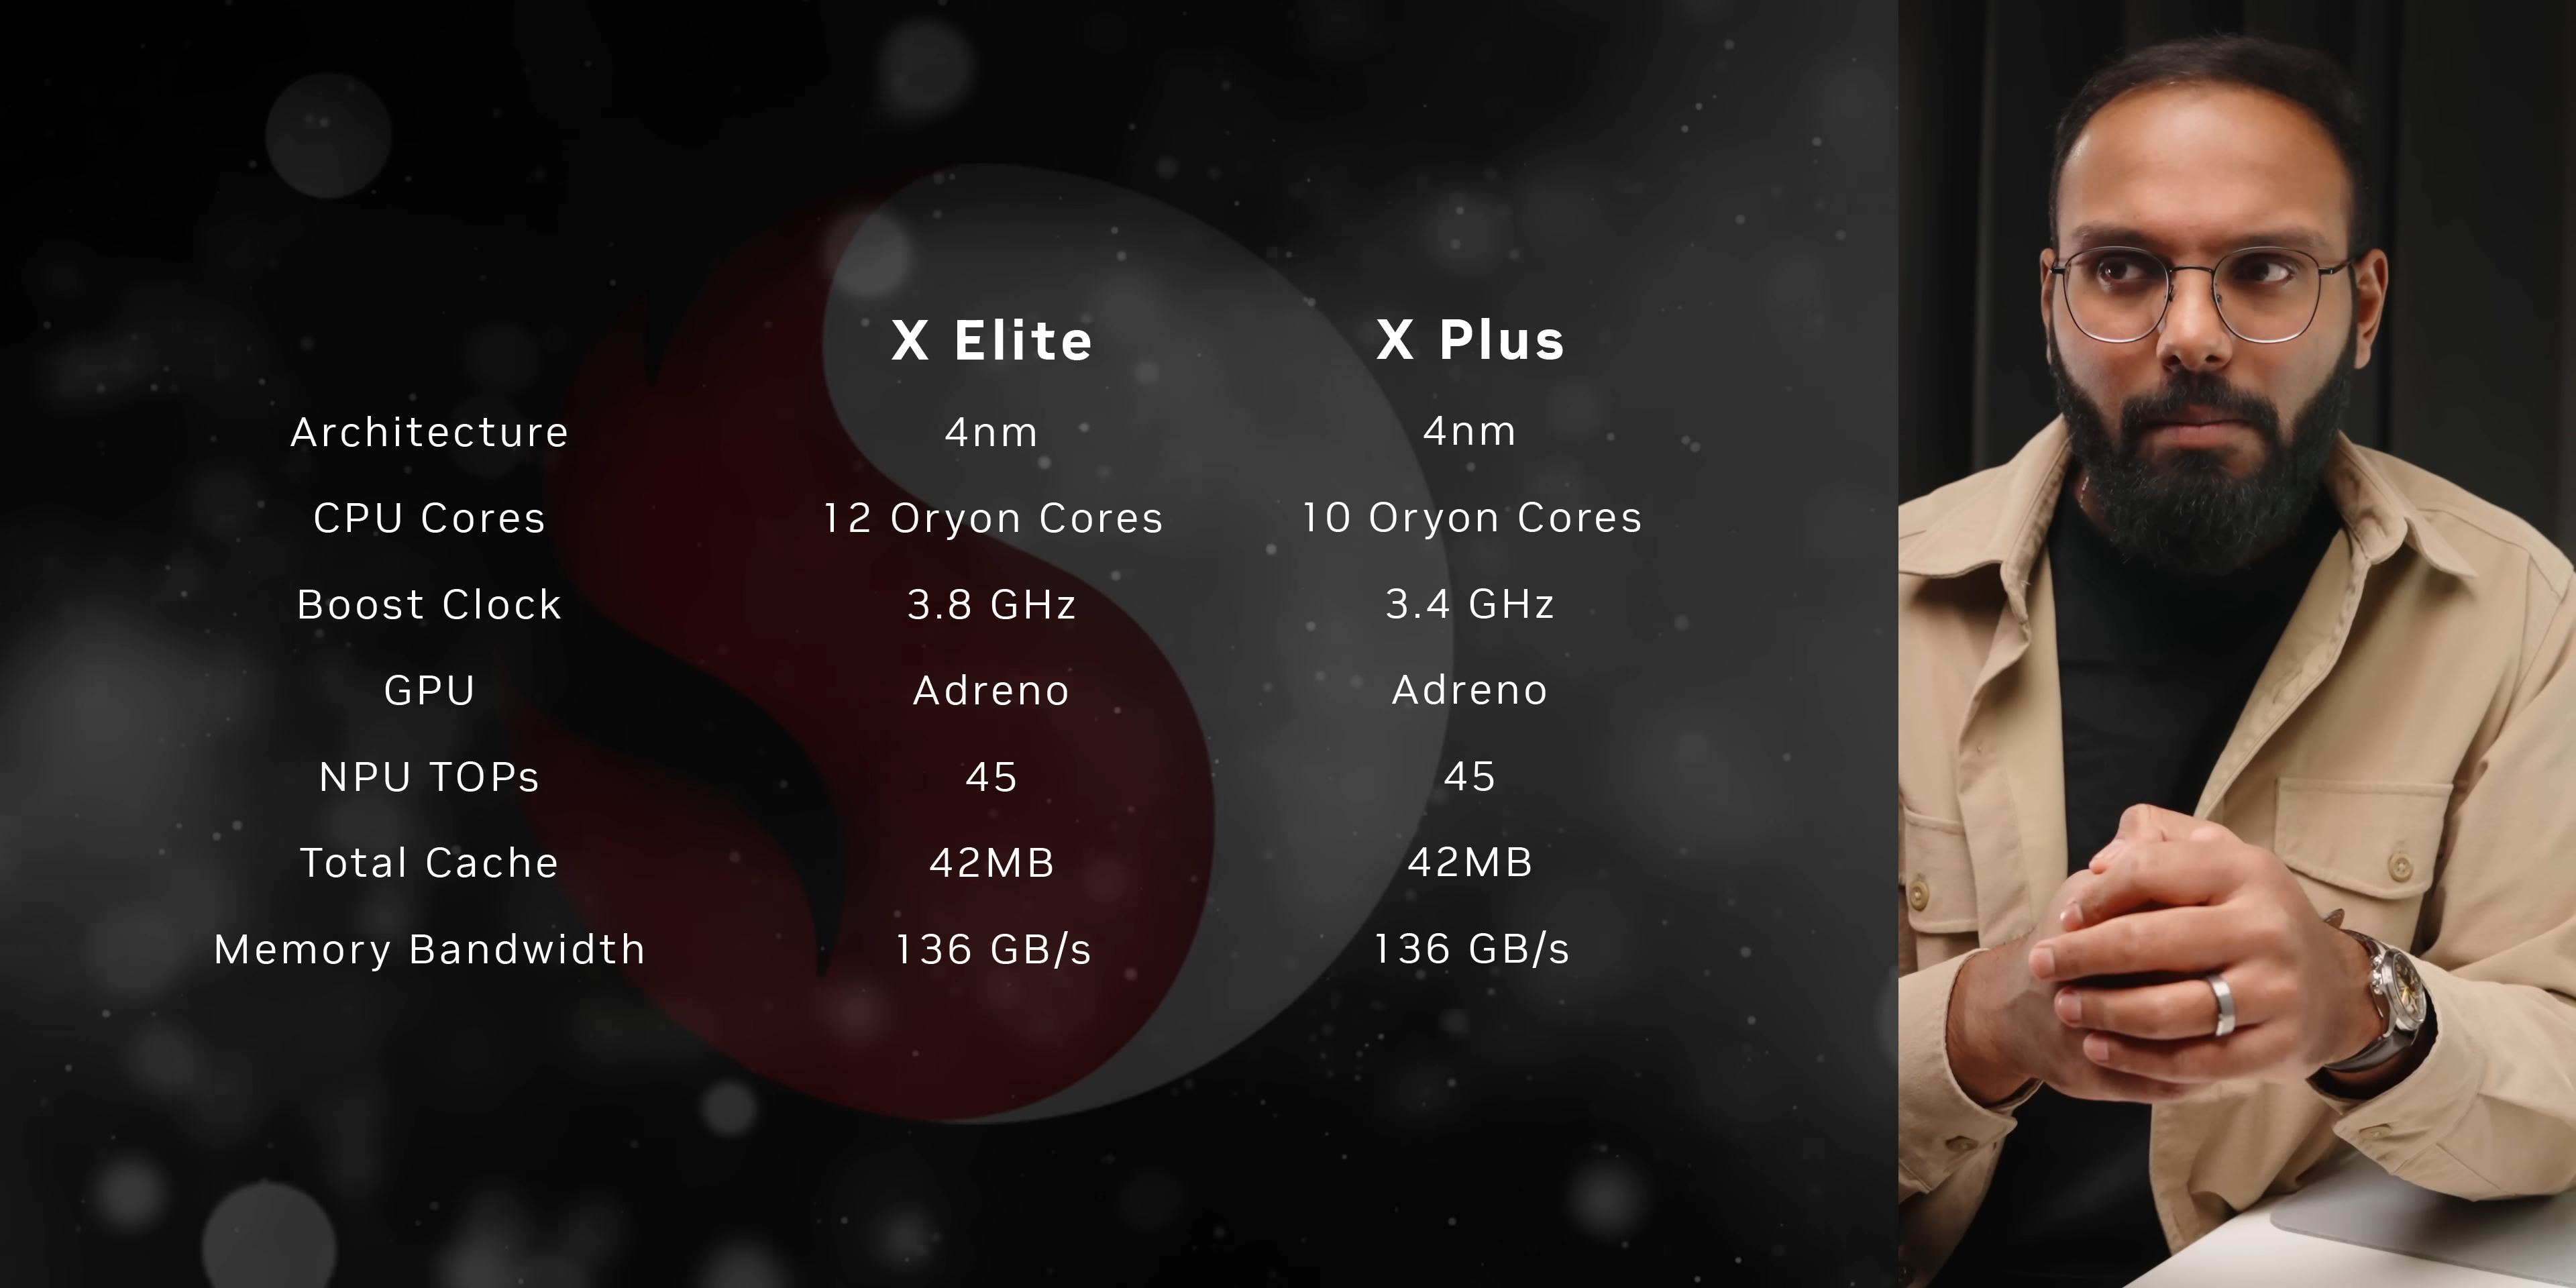 X Elite X Plus
Architecture 4nm 4nm
CPU Cores 12 Oryon Cores 10 Oryon Cores
Boost Clock 3.8 GHz 3.4 GHz
GPU Adreno Adreno
NPU TOPs 45 45
Total Cache 42MB 42MB
Memory Bandwidth 136 GB/s 136 GB/s